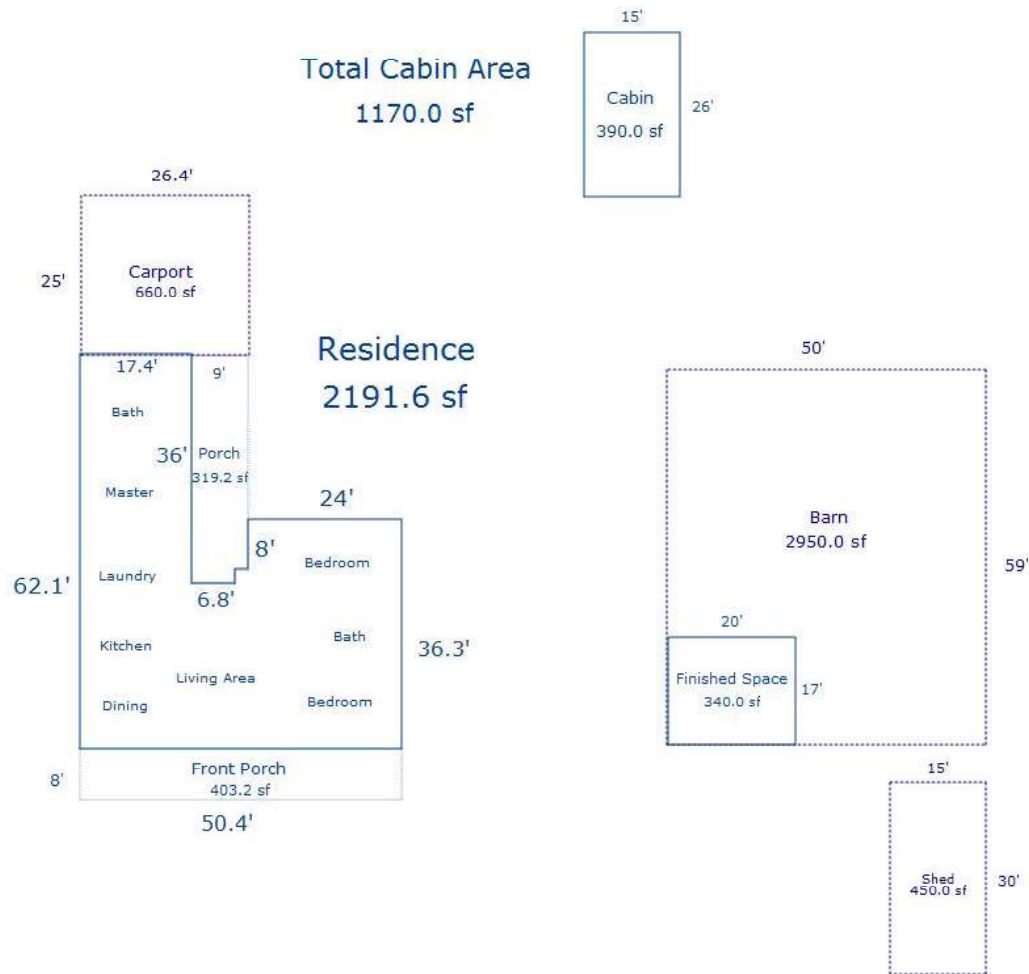 15'
Total Cabin Area
1170.0 sf
Cabin
390.0 sf
26'
26.4'
25'
Carport
660.0 sf
Residence
2191.6 sf
17.4'
9'
Bath
36'
Porch
319.2 sf
Master
24'
8'
Bedroom
62.1'
Laundry
6.8'
Kitchen
Bath
36.3'
Living Area
Dining
Bedroom
8'
Front Porch
403.2 sf
50.4'
50'
Barn
2950.0 sf
59'
20'
Finished Space
340.0 sf
17'
15'
Shed
450.0 sf
30'